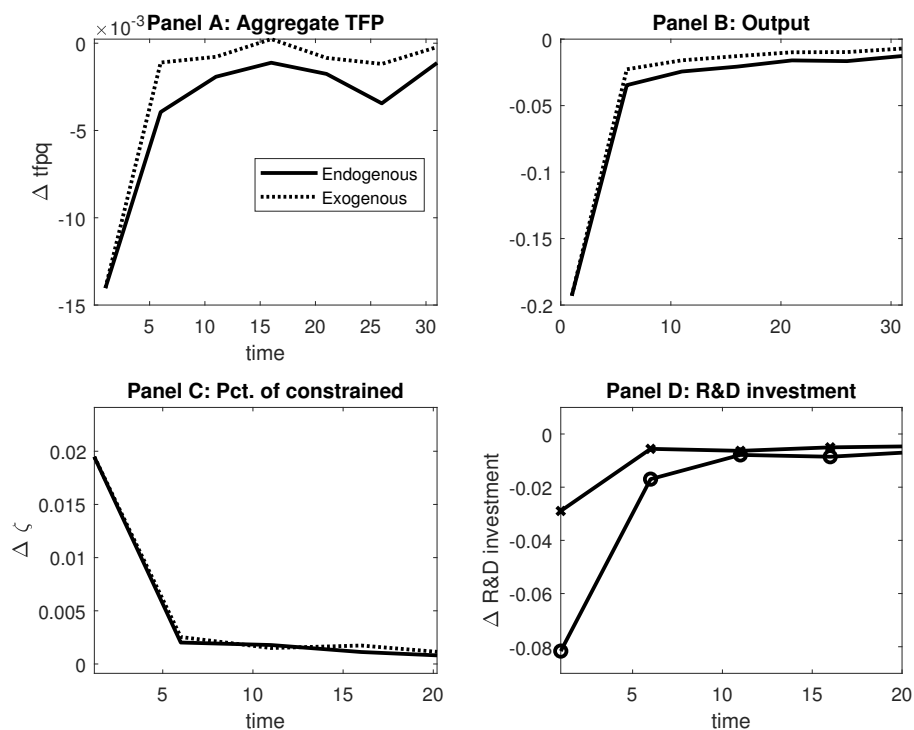 Panel A: Aggregate TFP
×10⁻³
0
-5
-10
-15
Δ tfpq
5 10 15 20 25 30
time
Endogenous
Exogenous
Panel B: Output
0
-0.05
-0.1
-0.15
-0.2
0 10 20 30
time
Panel C: Pct. of constrained
0.02
0.015
0.01
0.005
0
Δ ζ
5 10 15 20
time
Panel D: R&D investment
0
-0.02
-0.04
-0.06
-0.08
Δ R&D investment
5 10 15 20
time